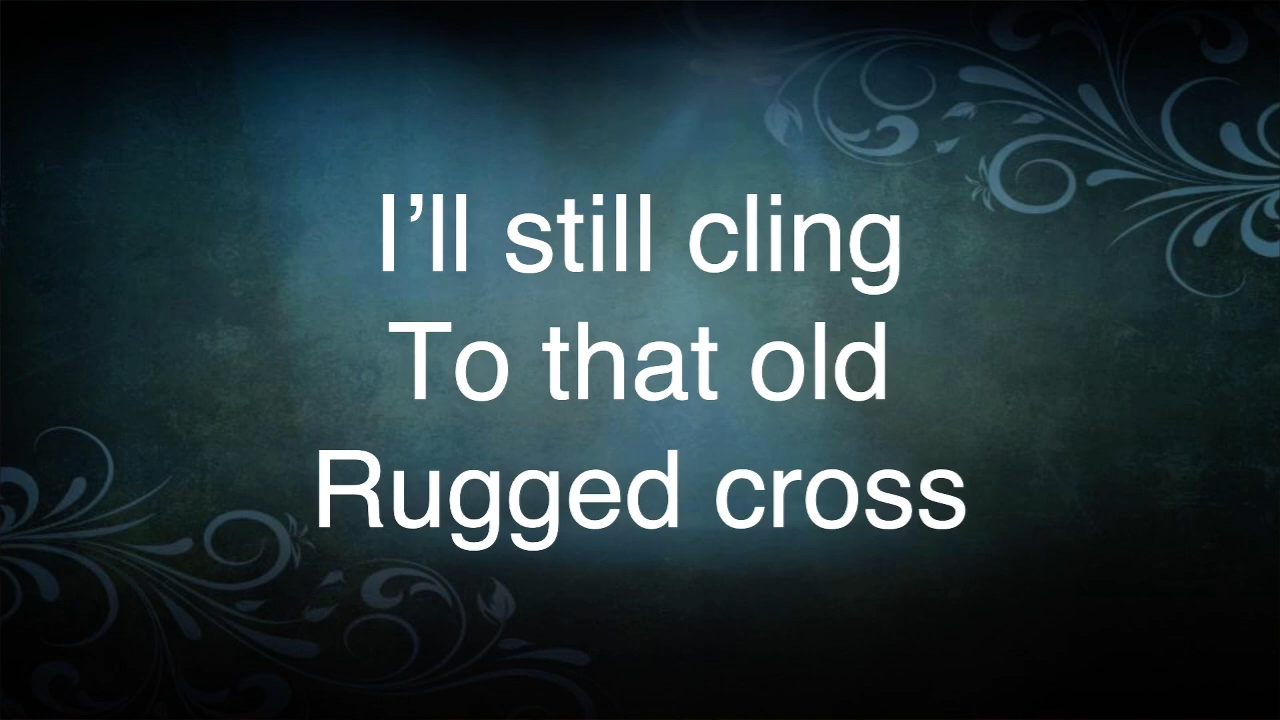 I’ll still cling
To that old
Rugged cross